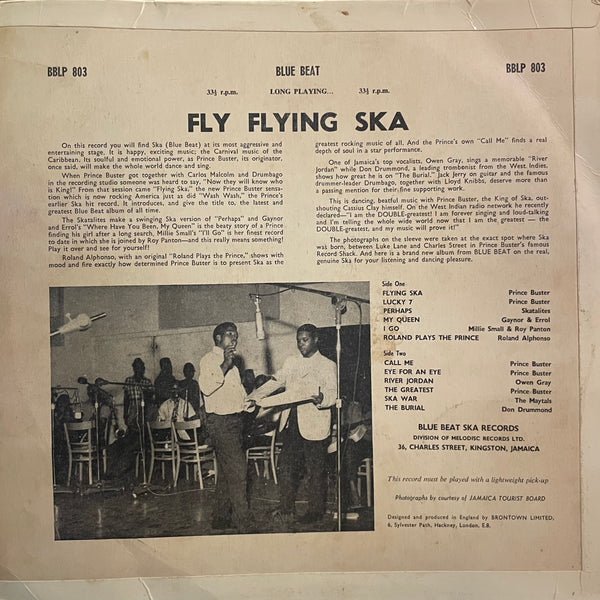 BBLP 803
BLUE BEAT
BBLP 803
33⅓ r.p.m. LONG PLAYING... 33⅓ r.p.m.
FLY FLYING SKA
On this record you will find Ska (Blue Beat) at its most aggressive and
entertaining stage. It is happy, exciting music; the Carnival music of the
Caribbean. Its soulful and emotional power, as Prince Buster, its originator,
once said, will make the whole world dance and sing.
When Prince Buster got together with Carlos Malcolm and Drumbago
in the recording studio someone was heard to say, "Now they will know who
is King!" From that session came "Flying Ska," the new Prince Buster sensa-
tion which is now rocking America just as did "Wash Wash," the Prince's
earlier Ska hit record. It introduces, and give the title to, the latest and
greatest Blue Beat album of all time.
The Skatalites make a swinging Ska version of "Perhaps" and Gaynor
and Errol's "Where Have You Been, My Queen" is the beaty story of a Prince
finding his girl after a long search, Millie Small's "I'll Go" is her finest record
to date in which she is joined by Roy Panton—and this really means something!
Play it over and see for yourself!
Roland Alphonso, with an original "Roland Plays the Prince," shows with
mood and fire exactly how determined Prince Buster is to present as the Ska the
greatest rocking music of all. And the Prince's own "Call Me" finds a real
depth of soul in a star performance.
One of Jamaica's top vocalists, Owen Gray, sings a memorable "River
Jordan" while Don Drummond, a leading trombonist from the West Indies,
shows how great he is on "The Burial." Jack Jerry on guitar and the famous
drummer-leader Drumbago, together with Lloyd Knibbs, deserve more than
a passing mention for their fine supporting work.
This is dancing, beatful music with Prince Buster, the King of Ska, out-
shouting Cassius Clay himself. On the West Indian radio network he recently
declared—"I am the DOUBLE-greatest! I am forever singing and loud-talking
and I'm telling the whole world now that I am the greatest — the
DOUBLE-greatest, and my music will prove it!"
The photographs on the sleeve were taken at the exact spot where Ska
was born, between Luke Lane and Charles Street in Prince Buster's famous
Record Shack. And here is a brand new album from BLUE BEAT on the real,
genuine Ska for your listening and dancing pleasure.
Side One
FLYING SKA Prince Buster
LUCKY 7 Prince Buster
PERHAPS Skatalites
MY QUEEN Gaynor & Errol
I GO Millie Small & Roy Panton
ROLAND PLAYS THE PRINCE Roland Alphonso
Side Two
CALL ME Prince Buster
EYE FOR AN EYE Prince Buster
RIVER JORDAN Owen Gray
THE GREATEST Prince Buster
SKA WAR The Maytals
THE BURIAL Don Drummond
BLUE BEAT SKA RECORDS
DIVISION OF MELODISC RECORDS LTD.
36, CHARLES STREET, KINGSTON, JAMAICA
This record must be played with a lightweight pick-up
Photographs by courtesy of JAMAICA TOURIST BOARD
Designed and produced in England by BRONTOWN LIMITED,
6, Sylvester Path, Hackney, London, E.8.